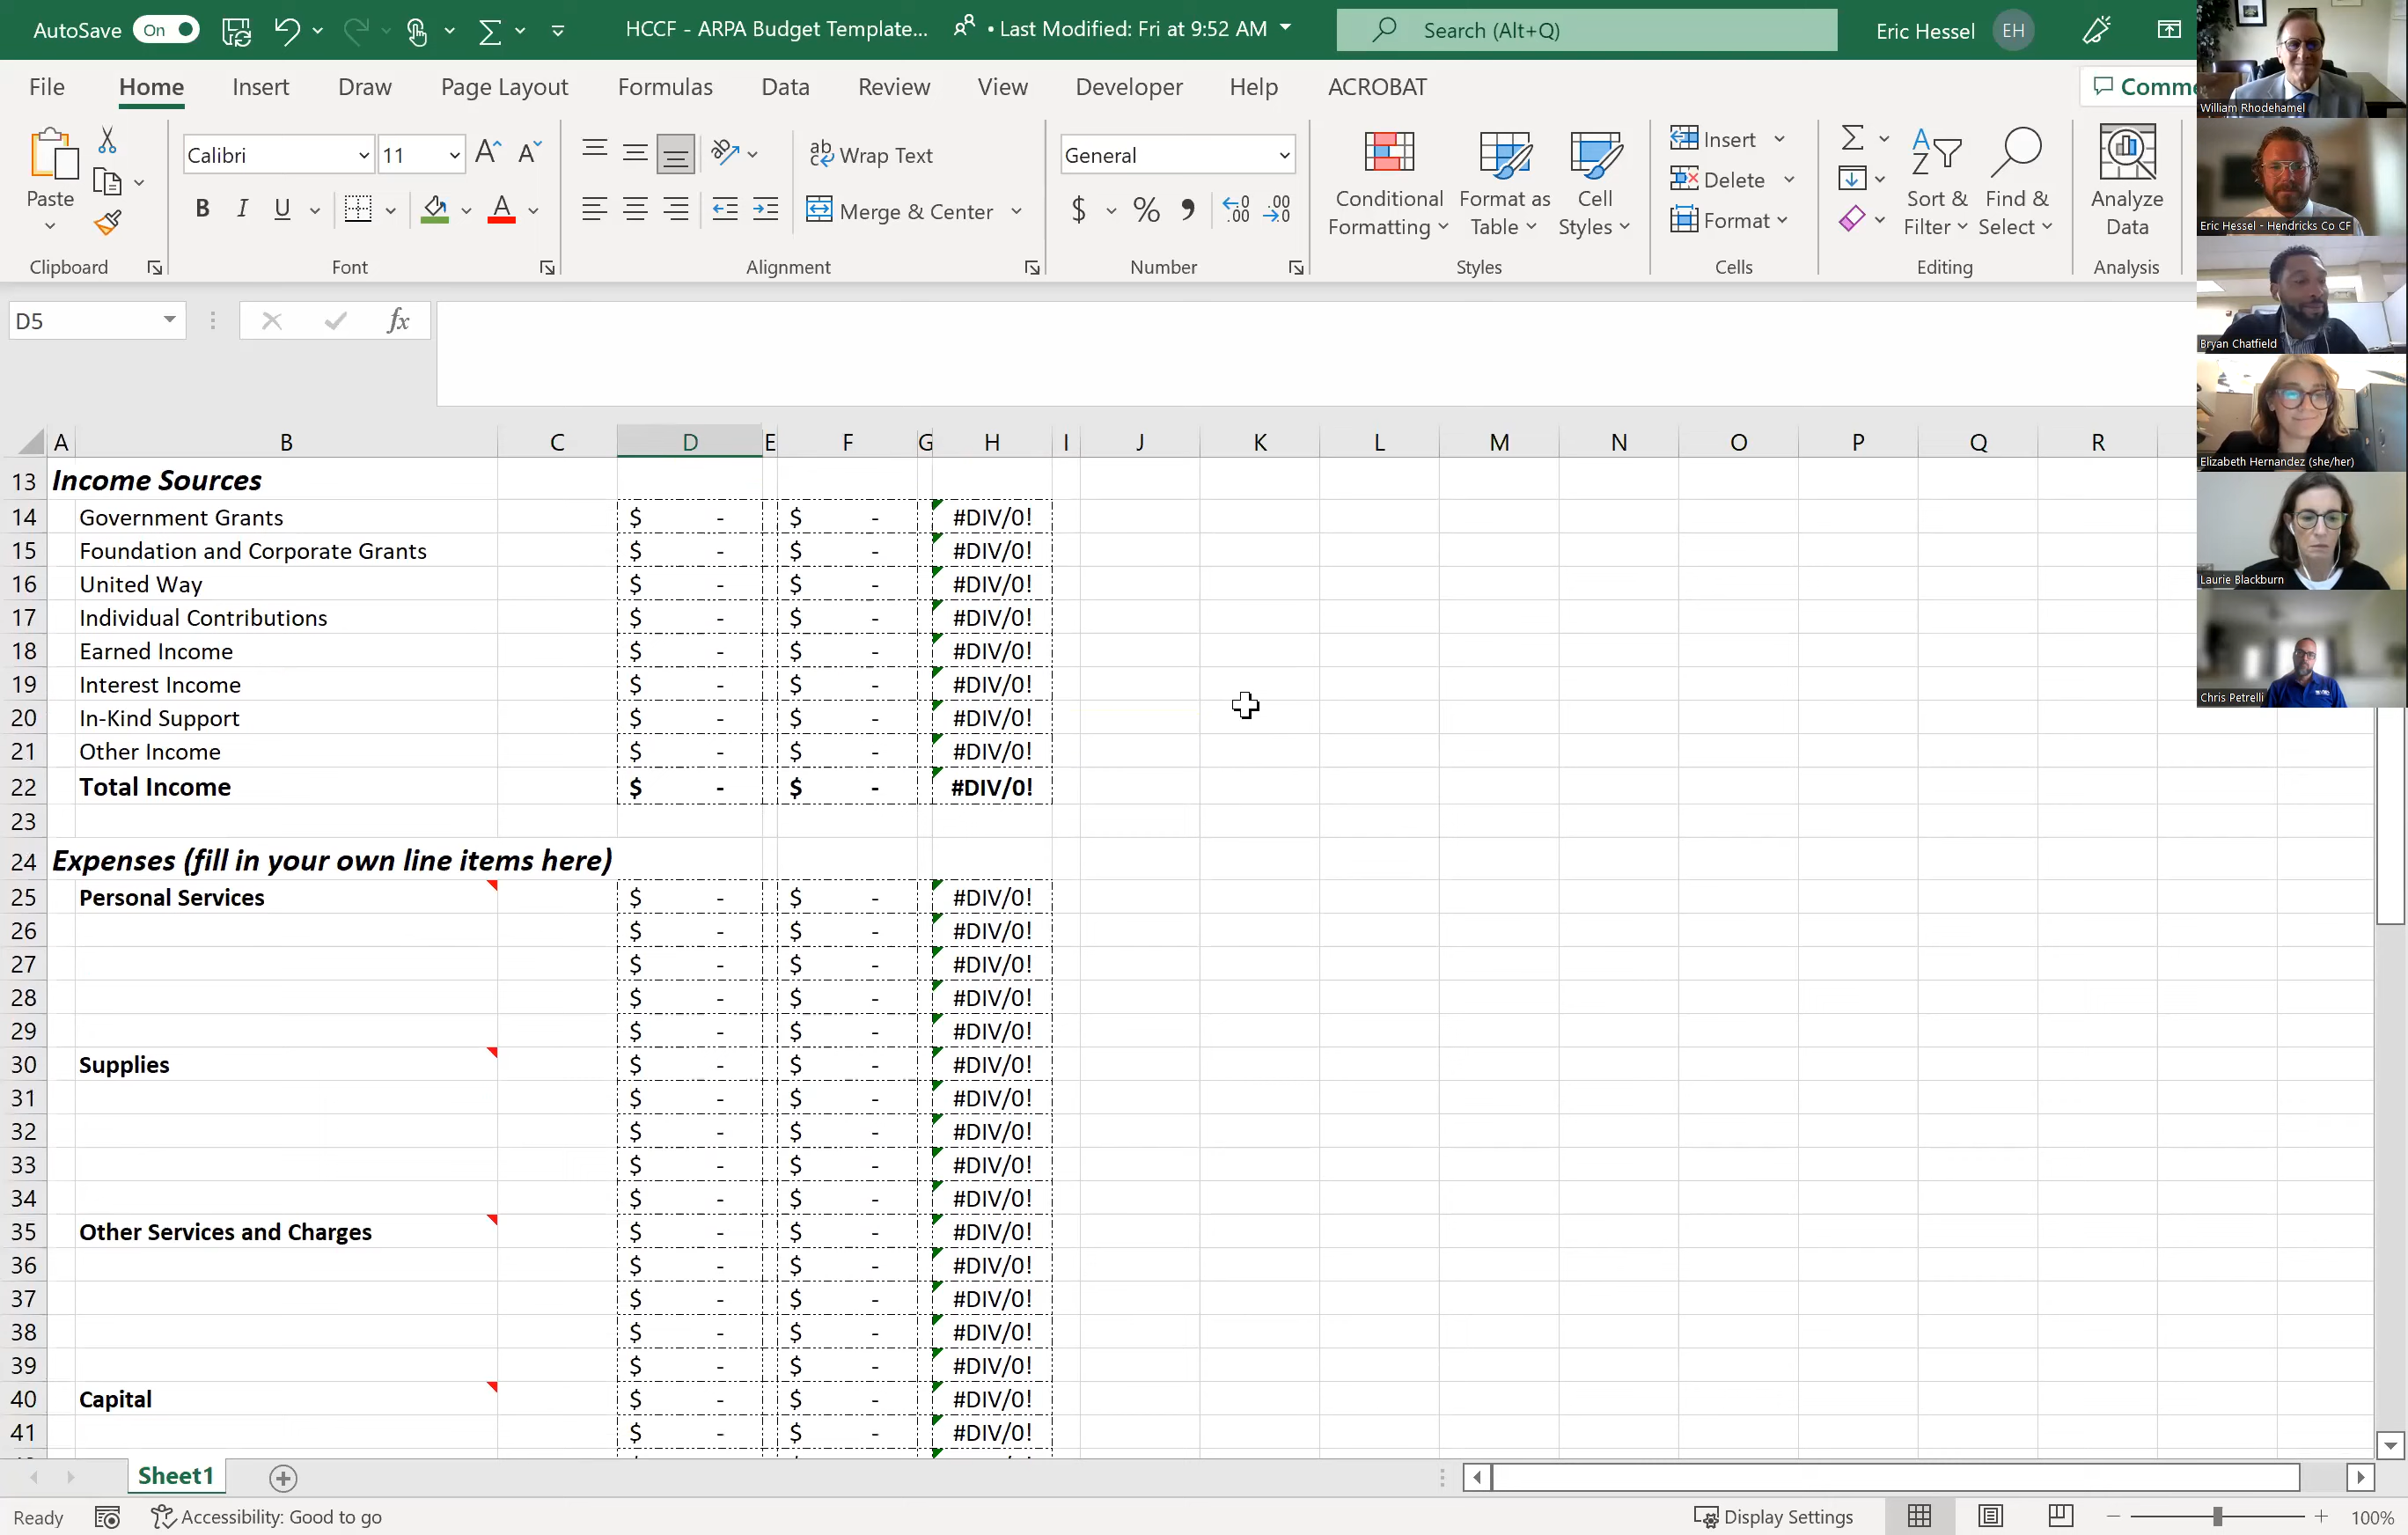 AutoSave On HCCF - ARPA Budget Template... • Last Modified: Fri at 9:52 AM Search (Alt+Q) Eric Hessel EH
File Home Insert Draw Page Layout Formulas Data Review View Developer Help ACROBAT Comme
Paste Calibri 11 Wrap Text General Conditional Formatting Format as Table Cell Styles Insert Sort & Filter Find & Select Analyze Data
B I U Merge & Center $ % Delete
Format
Clipboard Font Alignment Number Styles Cells Editing Analysis
William Rhodehamel
Eric Hessel - Hendricks Co CF
Bryan Chatfield
Elizabeth Hernandez (she/her)
Laurie Blackburn
Chris Petrelli
D5 fx
A B C D E F G H I J K L M N O P Q R
13 Income Sources
14 Government Grants $ - $ - #DIV/0!
15 Foundation and Corporate Grants $ - $ - #DIV/0!
16 United Way $ - $ - #DIV/0!
17 Individual Contributions $ - $ - #DIV/0!
18 Earned Income $ - $ - #DIV/0!
19 Interest Income $ - $ - #DIV/0!
20 In-Kind Support $ - $ - #DIV/0!
21 Other Income $ - $ - #DIV/0!
22 Total Income $ - $ - #DIV/0!
23
24 Expenses (fill in your own line items here)
25 Personal Services $ - $ - #DIV/0!
26 $ - $ - #DIV/0!
27 $ - $ - #DIV/0!
28 $ - $ - #DIV/0!
29 $ - $ - #DIV/0!
30 Supplies $ - $ - #DIV/0!
31 $ - $ - #DIV/0!
32 $ - $ - #DIV/0!
33 $ - $ - #DIV/0!
34 $ - $ - #DIV/0!
35 Other Services and Charges $ - $ - #DIV/0!
36 $ - $ - #DIV/0!
37 $ - $ - #DIV/0!
38 $ - $ - #DIV/0!
39 $ - $ - #DIV/0!
40 Capital $ - $ - #DIV/0!
41 $ - $ - #DIV/0!
Sheet1
Ready Accessibility: Good to go Display Settings 100%